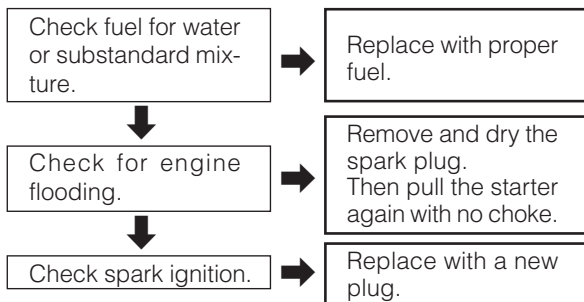 Check fuel for water
or substandard mix-
ture.
Replace with proper
fuel.
Check for engine
flooding.
Remove and dry the
spark plug.
Then pull the starter
again with no choke.
Check spark ignition.
Replace with a new
plug.